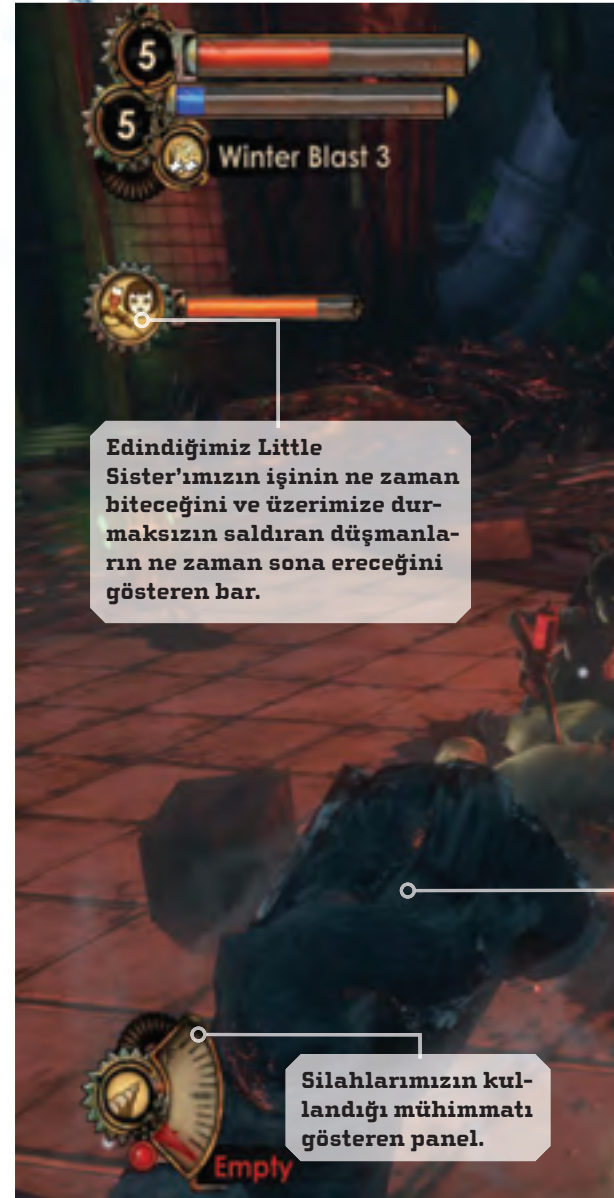 5
5
Winter Blast 3
Edindiğimiz Little
Sister’ımızın işinin ne zaman
biteceğini ve üzerimize dur-
maksızın saldıran düşmanla-
rın ne zaman sona ereceğini
gösteren bar.
Silahlarımızın kul-
landığı mühimmatı
gösteren panel.
Empty